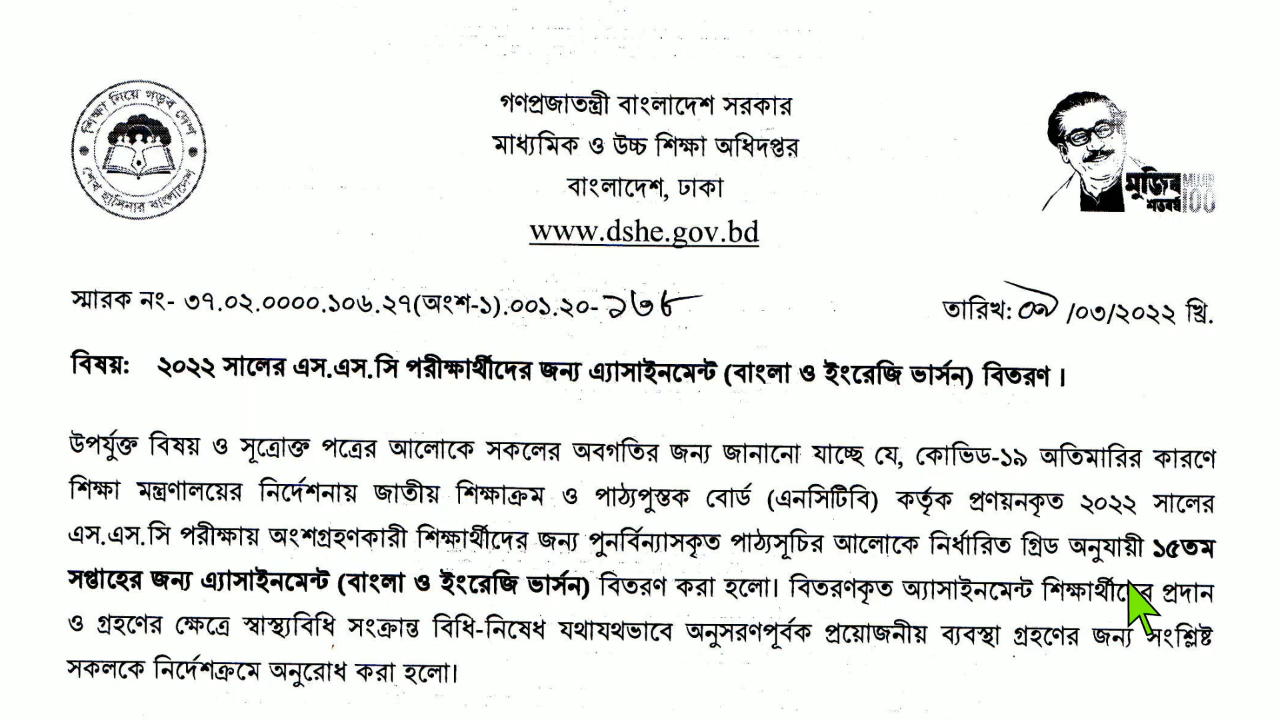 শিক্ষা নিয়ে গড়ব দেশ
শেখ হাসিনার বাংলাদেশ
গণপ্রজাতন্ত্রী বাংলাদেশ সরকার
মাধ্যমিক ও উচ্চ শিক্ষা অধিদপ্তর
বাংলাদেশ, ঢাকা
www.dshe.gov.bd
মুজিব MUJIB
শতবর্ষ 100
স্মারক নং- ৩৭.০২.০০০০.১০৬.২৭(অংশ-১).০০১.২০-
তারিখ: ০৯/০৩/২০২২ খ্রি.
বিষয়: ২০২২ সালের এস.এস.সি পরীক্ষার্থীদের জন্য এ্যাসাইনমেন্ট (বাংলা ও ইংরেজি ভার্সন) বিতরণ।
উপর্যুক্ত বিষয় ও সূত্রোক্ত পত্রের আলোকে সকলের অবগতির জন্য জানানো যাচ্ছে যে, কোভিড-১৯ অতিমারির কারণে
শিক্ষা মন্ত্রণালয়ের নির্দেশনায় জাতীয় শিক্ষাক্রম ও পাঠ্যপুস্তক বোর্ড (এনসিটিবি) কর্তৃক প্রণয়নকৃত ২০২২ সালের
এস.এস.সি পরীক্ষায় অংশগ্রহণকারী শিক্ষার্থীদের জন্য পুনর্বিন্যাসকৃত পাঠ্যসূচির আলোকে নির্ধারিত গ্রিড অনুযায়ী ১৫তম
সপ্তাহের জন্য এ্যাসাইনমেন্ট (বাংলা ও ইংরেজি ভার্সন) বিতরণ করা হলো। বিতরণকৃত অ্যাসাইনমেন্ট শিক্ষার্থীদের প্রদান
ও গ্রহণের ক্ষেত্রে স্বাস্থ্যবিধি সংক্রান্ত বিধি-নিষেধ যথাযথভাবে অনুসরণপূর্বক প্রয়োজনীয় ব্যবস্থা গ্রহণের জন্য সংশ্লিষ্ট
সকলকে নির্দেশক্রমে অনুরোধ করা হলো।